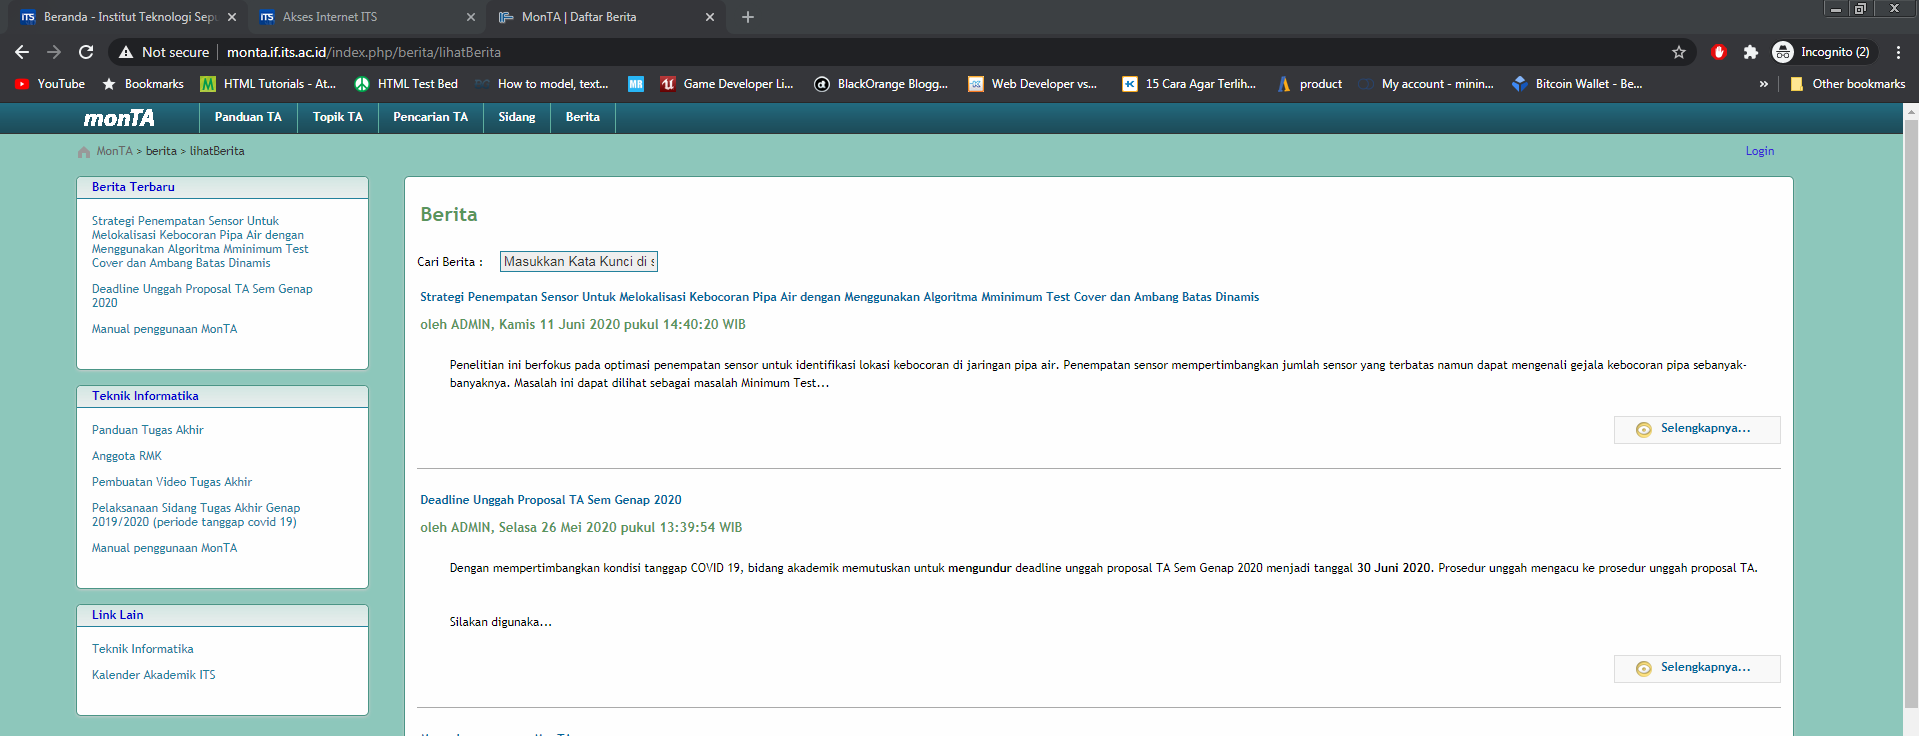 Beranda - Institut Teknologi Sepu
Akses Internet ITS
MonTA | Daftar Berita
Not secure
monta.if.its.ac.id/index.php/berita/lihatBerita
Incognito (2)
YouTube
Bookmarks
HTML Tutorials - At...
HTML Test Bed
How to model, text...
MR
Game Developer Li...
BlackOrange Blogg...
Web Developer vs...
15 Cara Agar Terlih...
product
My account - minin...
Bitcoin Wallet - Be...
»
Other bookmarks
monTA
Panduan TA
Topik TA
Pencarian TA
Sidang
Berita
MonTA > berita > lihatBerita
Login
Berita Terbaru
Strategi Penempatan Sensor Untuk
Melokalisasi Kebocoran Pipa Air dengan
Menggunakan Algoritma Mminimum Test
Cover dan Ambang Batas Dinamis
Deadline Unggah Proposal TA Sem Genap
2020
Manual penggunaan MonTA
Teknik Informatika
Panduan Tugas Akhir
Anggota RMK
Pembuatan Video Tugas Akhir
Pelaksanaan Sidang Tugas Akhir Genap
2019/2020 (periode tanggap covid 19)
Manual penggunaan MonTA
Link Lain
Teknik Informatika
Kalender Akademik ITS
Berita
Cari Berita :
Masukkan Kata Kunci di s
Strategi Penempatan Sensor Untuk Melokalisasi Kebocoran Pipa Air dengan Menggunakan Algoritma Mminimum Test Cover dan Ambang Batas Dinamis
oleh ADMIN, Kamis 11 Juni 2020 pukul 14:40:20 WIB
Penelitian ini berfokus pada optimasi penempatan sensor untuk identifikasi lokasi kebocoran di jaringan pipa air. Penempatan sensor mempertimbangkan jumlah sensor yang terbatas namun dapat mengenali gejala kebocoran pipa sebanyak-
banyaknya. Masalah ini dapat dilihat sebagai masalah Minimum Test...
Selengkapnya...
Deadline Unggah Proposal TA Sem Genap 2020
oleh ADMIN, Selasa 26 Mei 2020 pukul 13:39:54 WIB
Dengan mempertimbangkan kondisi tanggap COVID 19, bidang akademik memutuskan untuk mengundur deadline unggah proposal TA Sem Genap 2020 menjadi tanggal 30 Juni 2020. Prosedur unggah mengacu ke prosedur unggah proposal TA.
Silakan digunaka...
Selengkapnya...